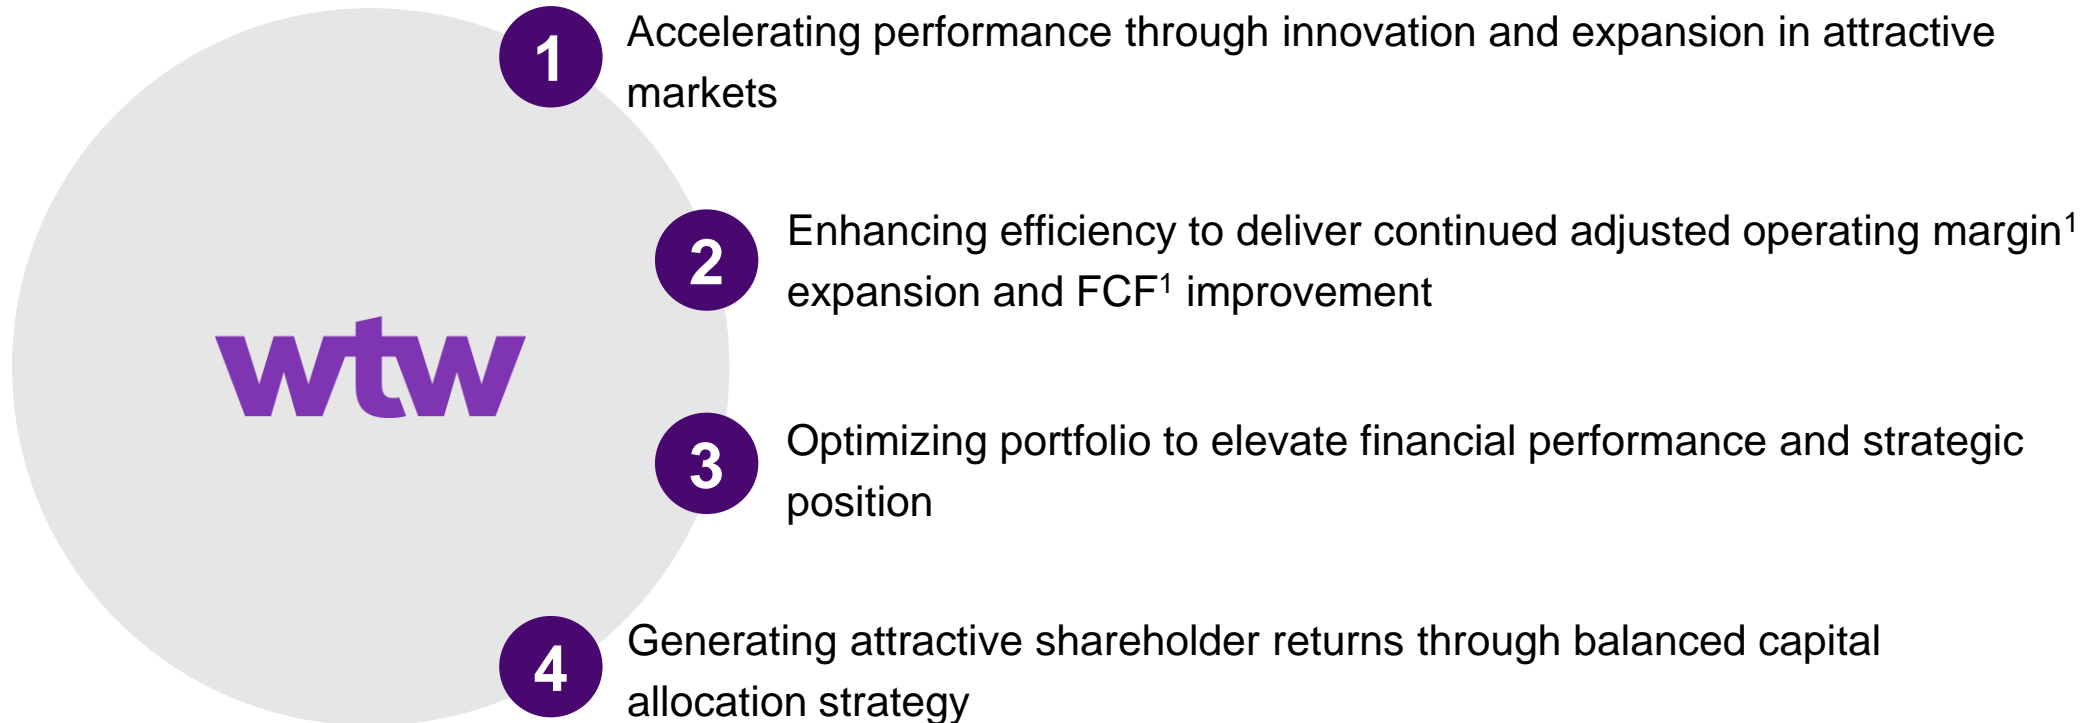 wtw
1
Accelerating performance through innovation and expansion in attractive
markets
2
Enhancing efficiency to deliver continued adjusted operating margin¹
expansion and FCF¹ improvement
3
Optimizing portfolio to elevate financial performance and strategic
position
4
Generating attractive shareholder returns through balanced capital
allocation strategy